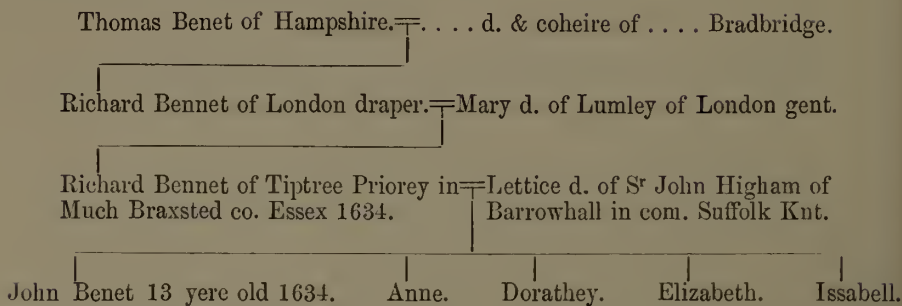 Thomas Benet of Hampshire.=. . . . d. & coheire of . . . . Bradbridge.
Richard Bennet of London draper.=Mary d. of Lumley of London gent.
Richard Bennet of Tiptree Priorey in=Lettice d. of Sʳ John Higham of
Much Braxsted co. Essex 1634. Barrowhall in com. Suffolk Knt.
John Benet 13 yere old 1634. Anne. Dorathey. Elizabeth. Issabell.